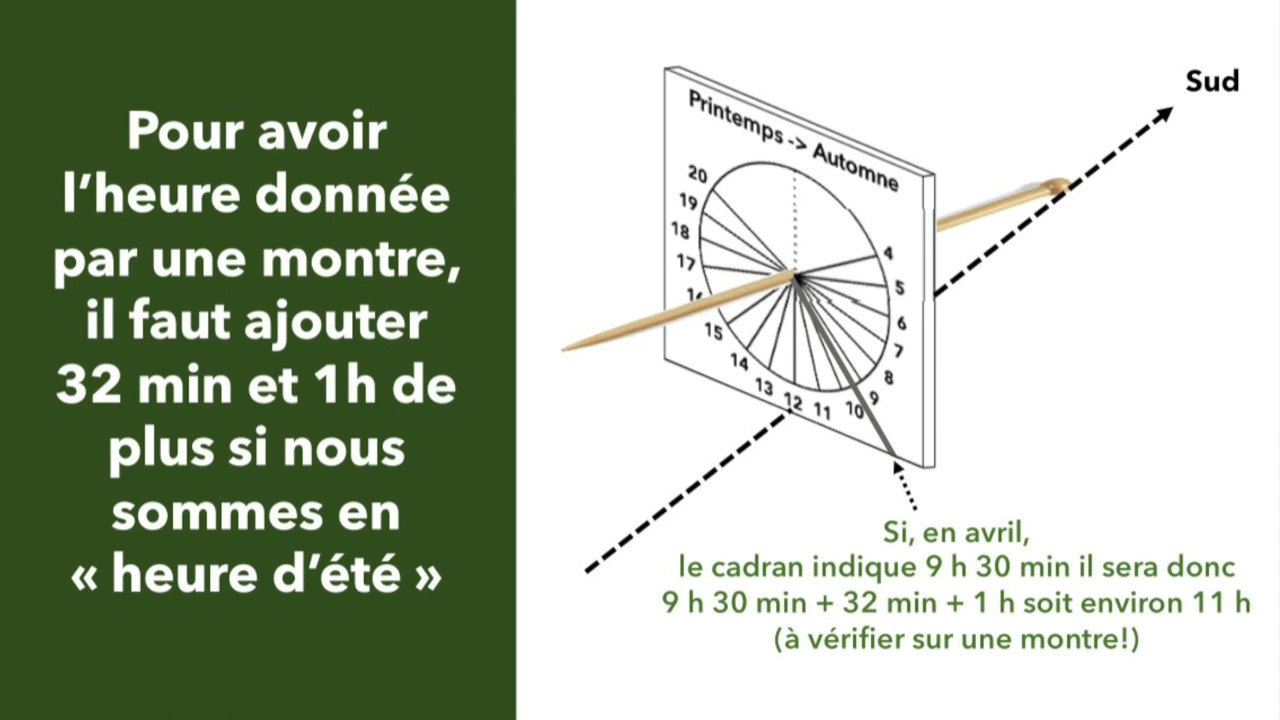 Pour avoir
l’heure donnée
par une montre,
il faut ajouter
32 min et 1h de
plus si nous
sommes en
« heure d’été »
Sud
Printemps -> Automne
20
19
18
17
16
15
14
13
12
11
10
9
8
7
6
5
4
Si, en avril,
le cadran indique 9 h 30 min il sera donc
9 h 30 min + 32 min + 1 h soit environ 11 h
(à vérifier sur une montre!)